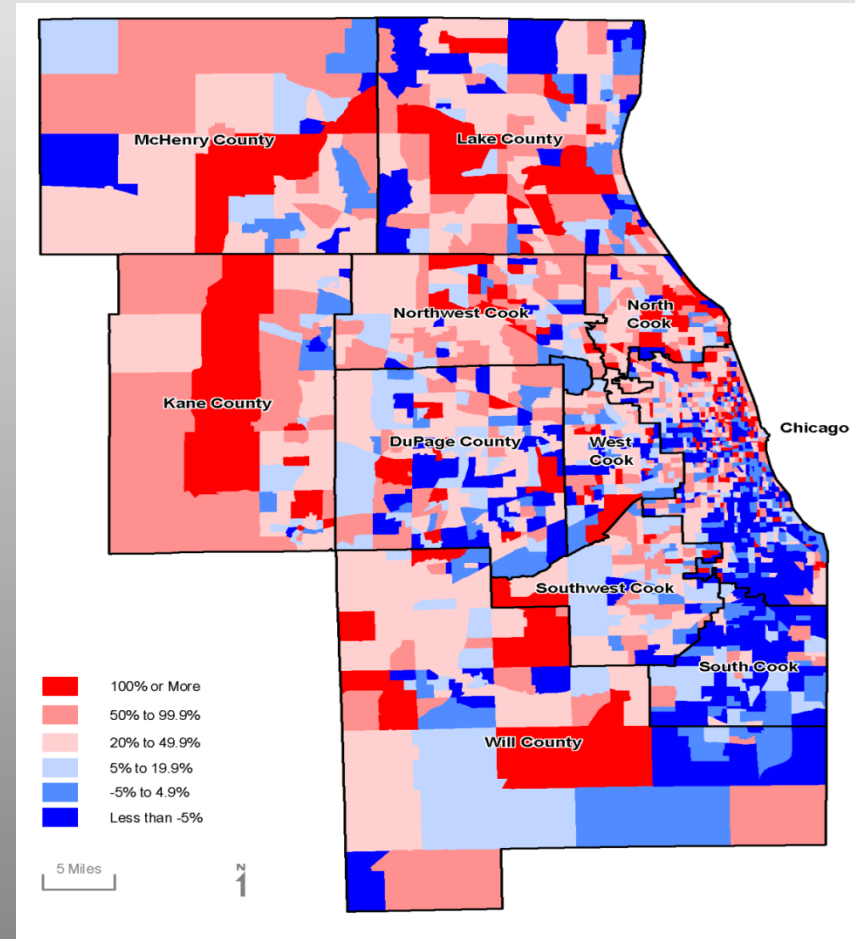 McHenry County
Lake County
Northwest Cook
North
Cook
Kane County
DuPage County
West
Cook
Chicago
Southwest Cook
South Cook
Will County
100% or More
50% to 99.9%
20% to 49.9%
5% to 19.9%
-5% to 4.9%
Less than -5%
5 Miles
N
1